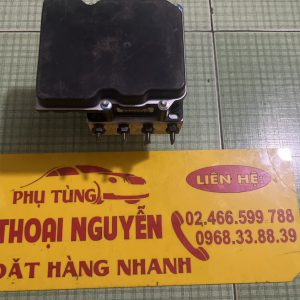 PHỤ TÙNG
THOẠI NGUYỄN
ĐẶT HÀNG NHANH
LIÊN HỆ:
02.466.599.788
0968.33.88.39